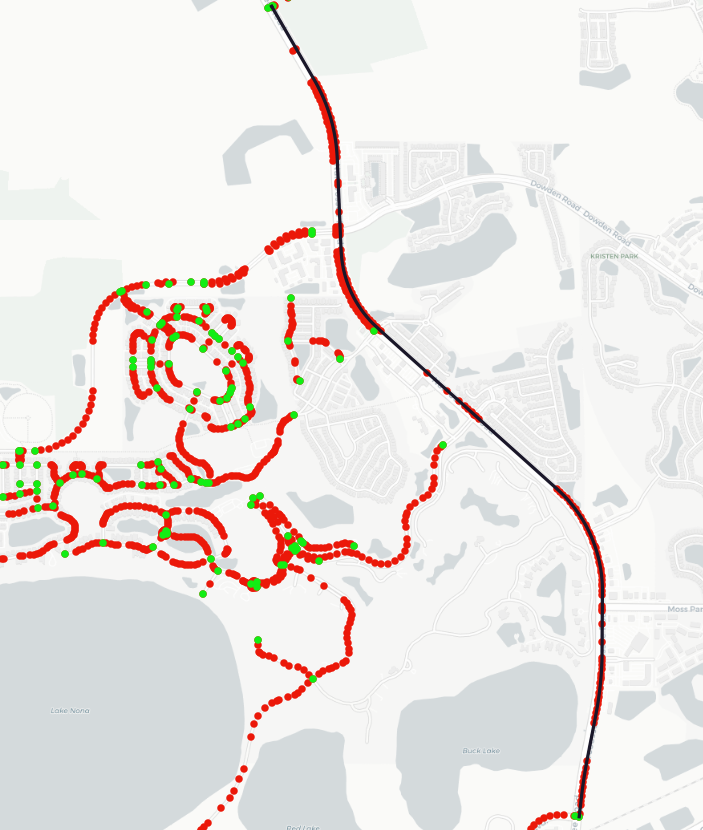 Dowden Road
Dowden Road
KRISTEN PARK
Dow
Moss Par
Lake Nona
Buck Lake
Red Lake